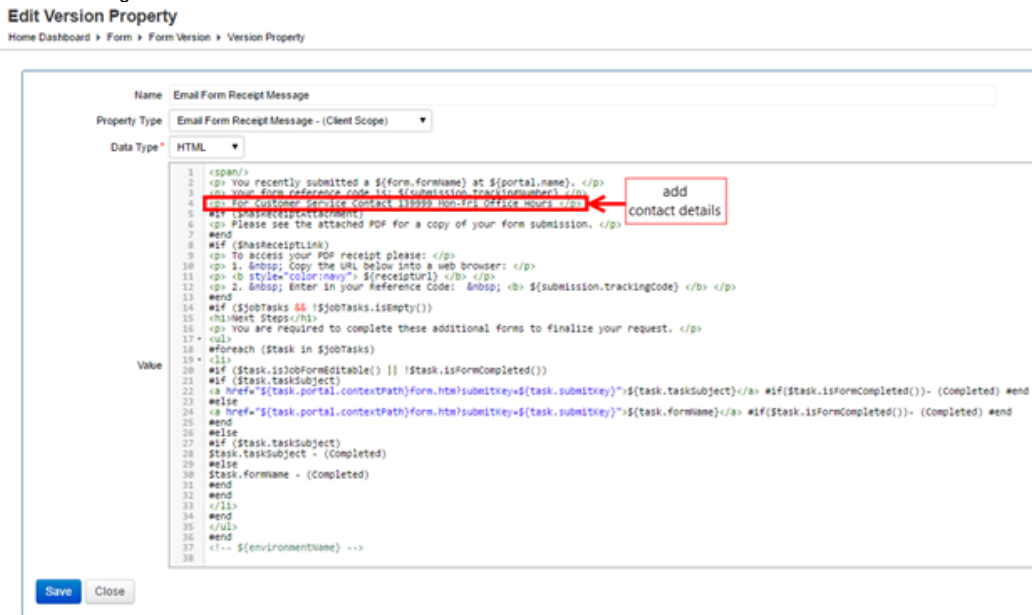 Edit Version Property
Home Dashboard ▸ Form ▸ Form Version ▸ Version Property
Name Email Form Receipt Message
Property Type Email Form Receipt Message - (Client Scope) ▼
Data Type* HTML ▼
Value
1 <span/>
2 <p> You recently submitted a ${form.formName} at ${portal.name}. </p>
3 <p> Your form reference code is: ${submission.trackingNumber} </p>
4 <p> For Customer Service Contact 139999 Mon-Fri Office Hours </p>
add
contact details
5 #if ($hasReceiptAttachment)
6 <p> Please see the attached PDF for a copy of your form submission. </p>
7 #end
8 #if ($hasReceiptLink)
9 <p> To access your PDF receipt please: </p>
10 <p> 1. &nbsp; Copy the URL below into a web browser: </p>
11 <p> <b style="color:navy"> ${receiptUrl} </b> </p>
12 <p> 2. &nbsp; Enter in your Reference Code: &nbsp; <b> ${submission.trackingCode} </b> </p>
13 #end
14 #if ($jobTasks && !$jobTasks.isEmpty())
15 <h1>Next Steps</h1>
16 <p> You are required to complete these additional forms to finalize your request. </p>
17 <ul>
18 #foreach ($task in $jobTasks)
19 <li>
20 #if ($task.isJobFormEditable() || !$task.isFormCompleted())
21 #if ($task.taskSubject)
22 <a href="${task.portal.contextPath}form.htm?submitKey=${task.submitKey}">${task.taskSubject}</a> #if($task.isFormCompleted())- (Completed) #end
23 #else
24 <a href="${task.portal.contextPath}form.htm?submitKey=${task.submitKey}">${task.formName}</a> #if($task.isFormCompleted())- (Completed) #end
25 #end
26 #else
27 #if ($task.taskSubject)
28 $task.taskSubject - (Completed)
29 #else
30 $task.formName - (Completed)
31 #end
32 #end
33 </li>
34 #end
35 </ul>
36 #end
37 <!-- ${environmentName} -->
38
Save Close